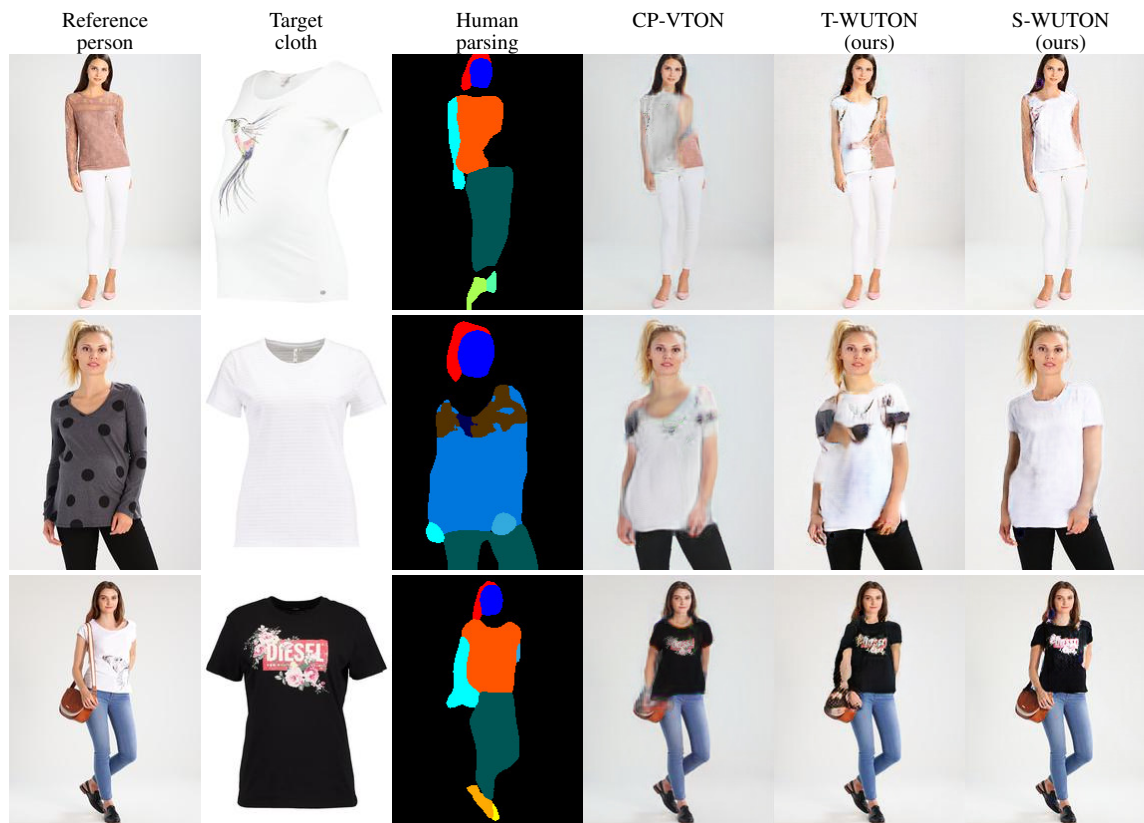 Reference
person
Target
cloth
Human
parsing
CP-VTON
T-WUTON
(ours)
S-WUTON
(ours)
DIESEL